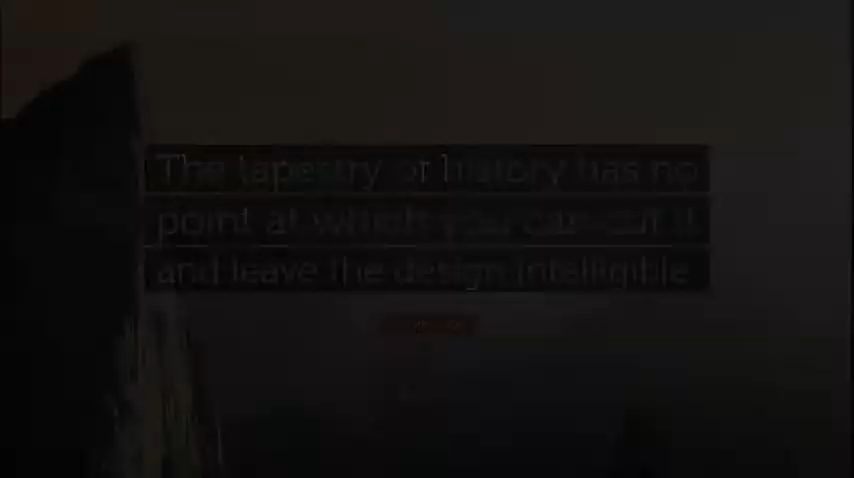 The tapestry of history has no
point at which you can cut it
and leave the design intelligible.